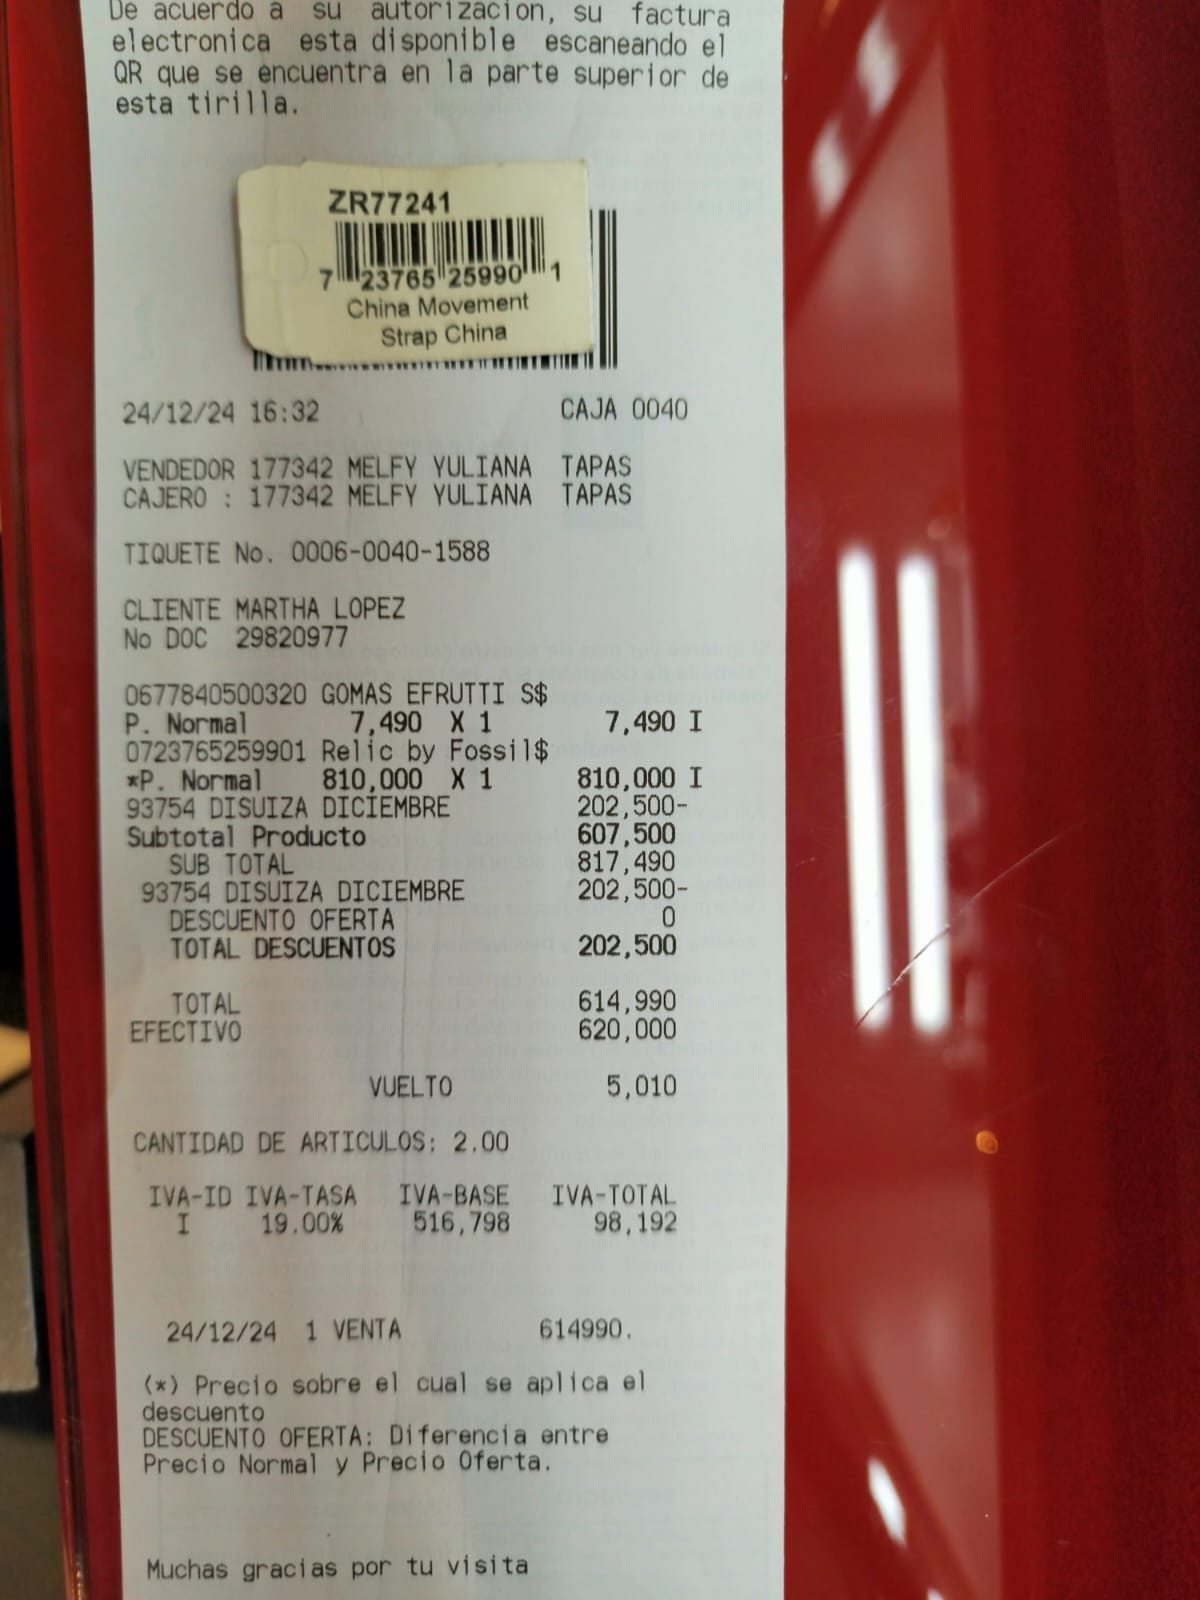 De acuerdo a su autorizacion, su factura
electronica esta disponible escaneando el
QR que se encuentra en la parte superior de
esta tirilla.
ZR77241
7 23765 25990 1
China Movement
Strap China
24/12/24 16:32 CAJA 0040
VENDEDOR 177342 MELFY YULIANA TAPAS
CAJERO : 177342 MELFY YULIANA TAPAS
TIQUETE No. 0006-0040-1588
CLIENTE MARTHA LOPEZ
No DOC 29820977
0677840500320 GOMAS EFRUTTI S$
P. Normal 7,490 X 1 7,490 I
0723765259901 Relic by Fossil$
*P. Normal 810,000 X 1 810,000 I
93754 DISUIZA DICIEMBRE 202,500-
Subtotal Producto 607,500
SUB TOTAL 817,490
93754 DISUIZA DICIEMBRE 202,500-
DESCUENTO OFERTA 0
TOTAL DESCUENTOS 202,500
TOTAL 614,990
EFECTIVO 620,000
VUELTO 5,010
CANTIDAD DE ARTICULOS: 2.00
IVA-ID IVA-TASA IVA-BASE IVA-TOTAL
I 19.00% 516,798 98,192
24/12/24 1 VENTA 614990.
(*) Precio sobre el cual se aplica el
descuento
DESCUENTO OFERTA: Diferencia entre
Precio Normal y Precio Oferta.
Muchas gracias por tu visita